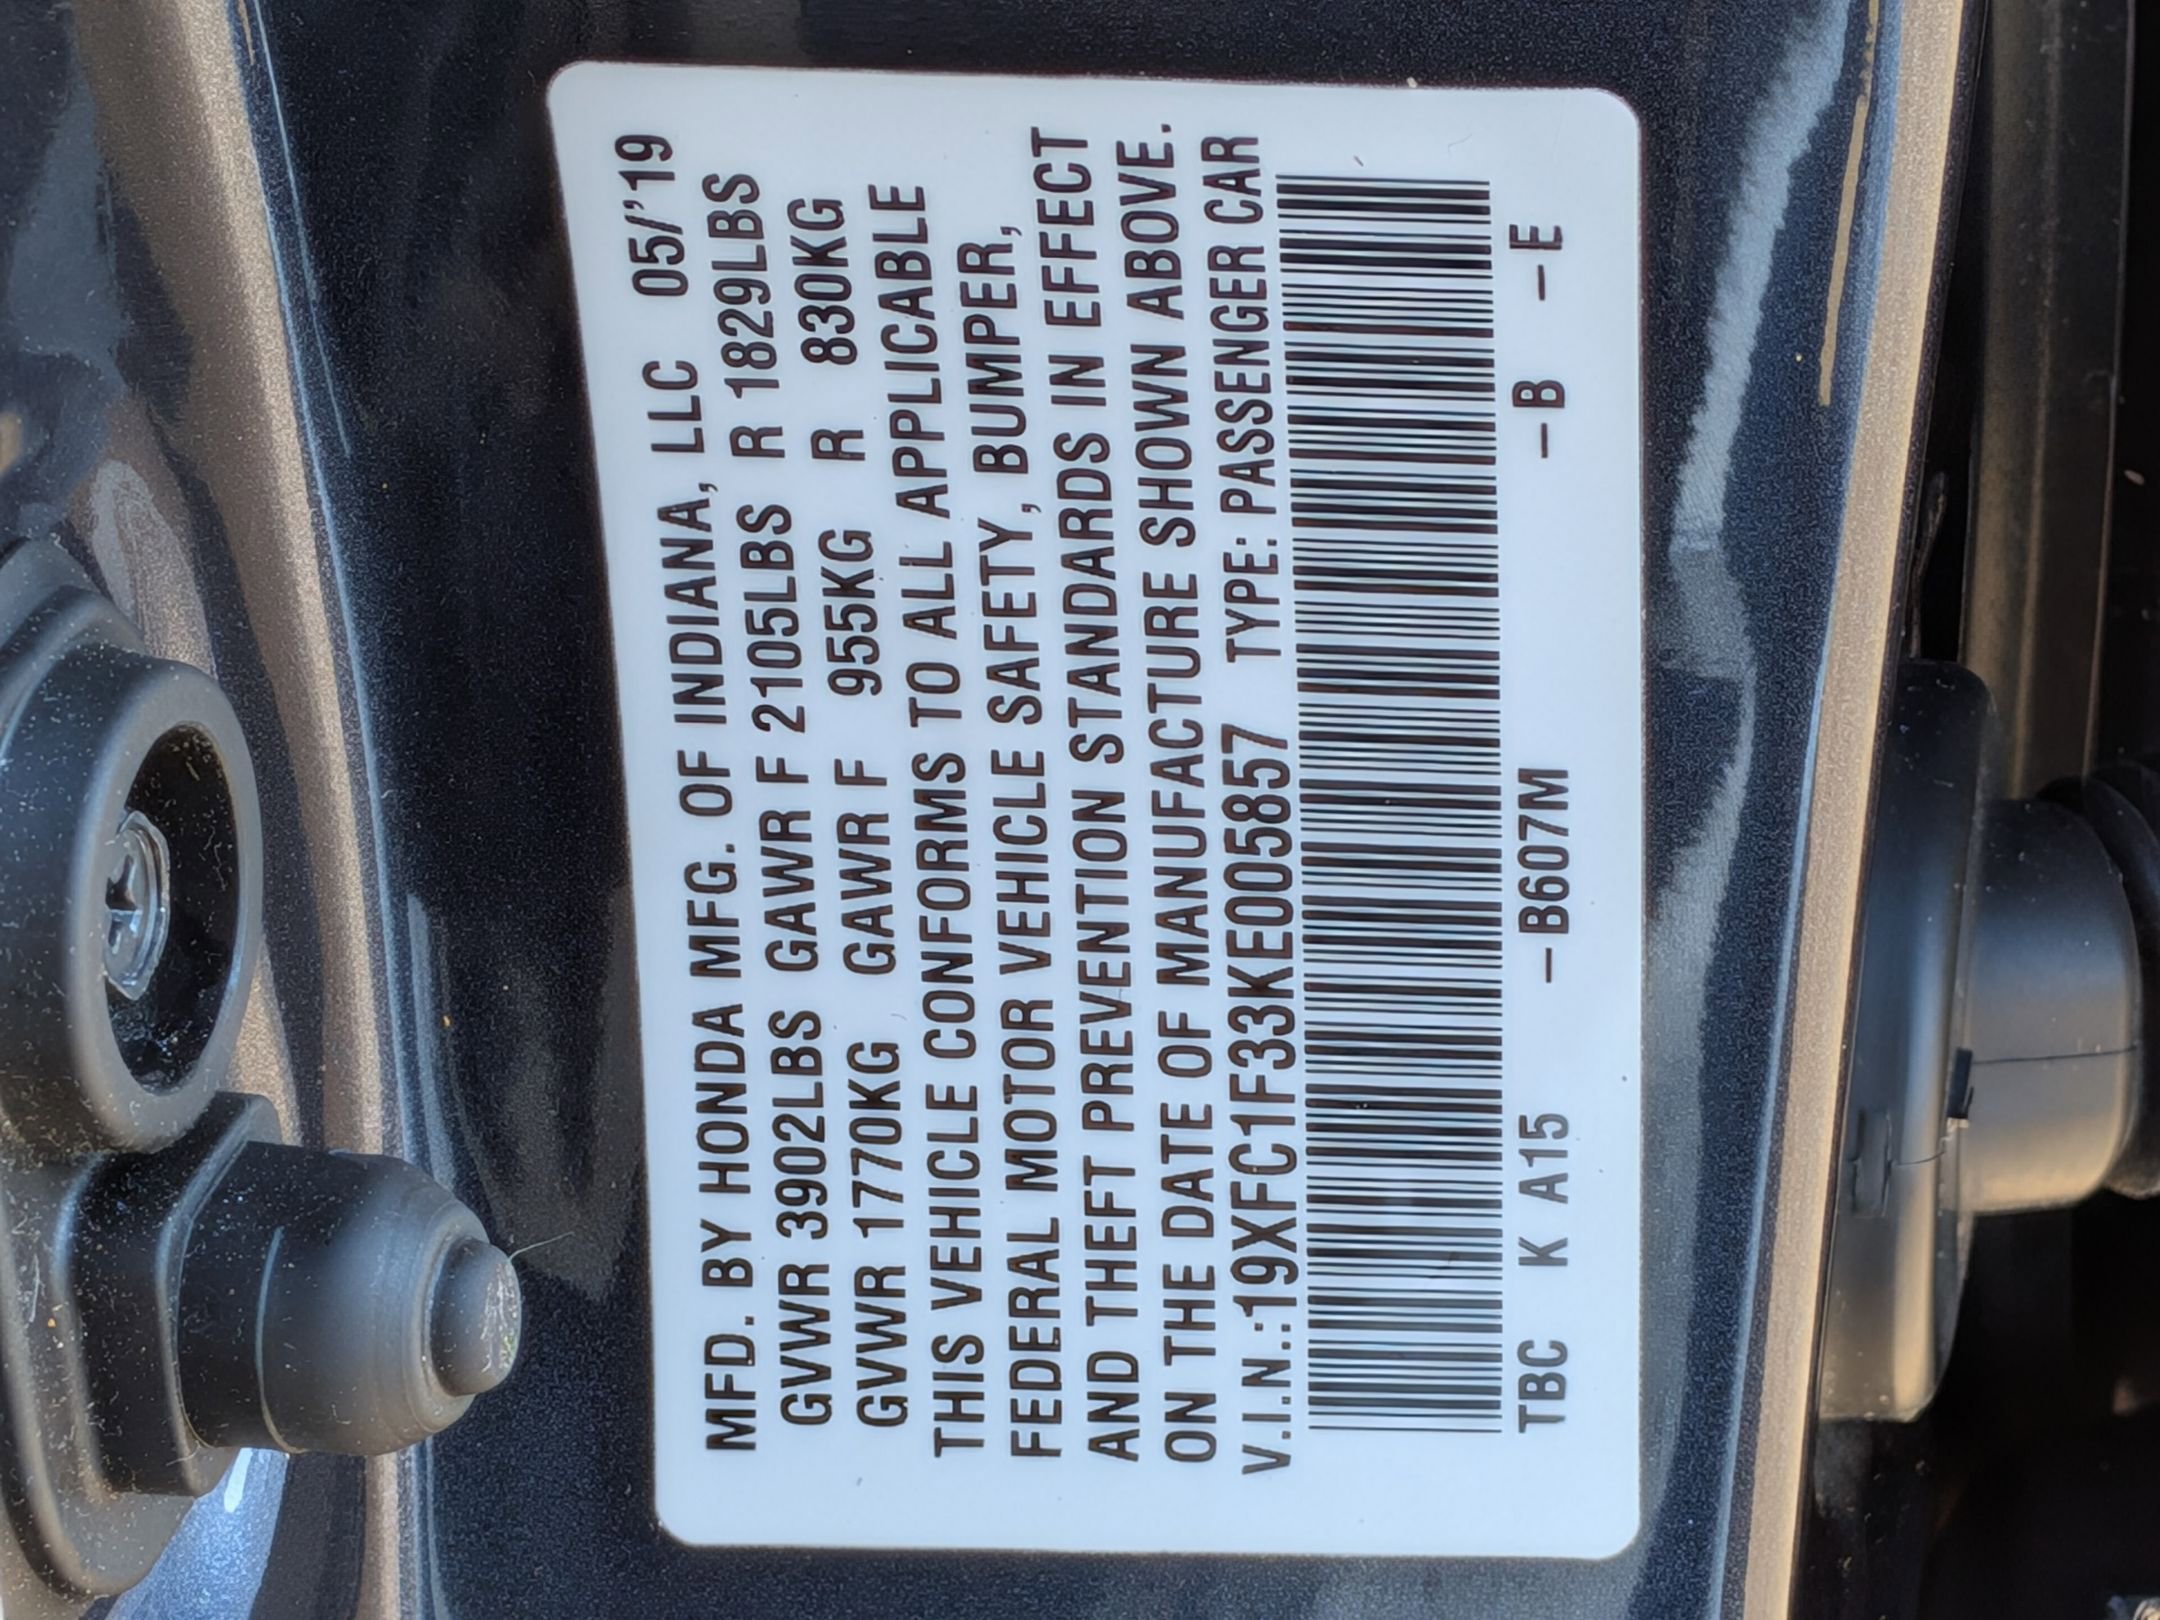 MFD. BY HONDA MFG. OF INDIANA, LLC 05/'19
GVWR 3902LBS GAWR F 2105LBS R 1829LBS
GVWR 1770KG GAWR F 955KG R 830KG
THIS VEHICLE CONFORMS TO ALL APPLICABLE
FEDERAL MOTOR VEHICLE SAFETY, BUMPER,
AND THEFT PREVENTION STANDARDS IN EFFECT
ON THE DATE OF MANUFACTURE SHOWN ABOVE.
V.I.N.:19XFC1F33KE005857 TYPE: PASSENGER CAR
TBC K A15 –B607M –B –E